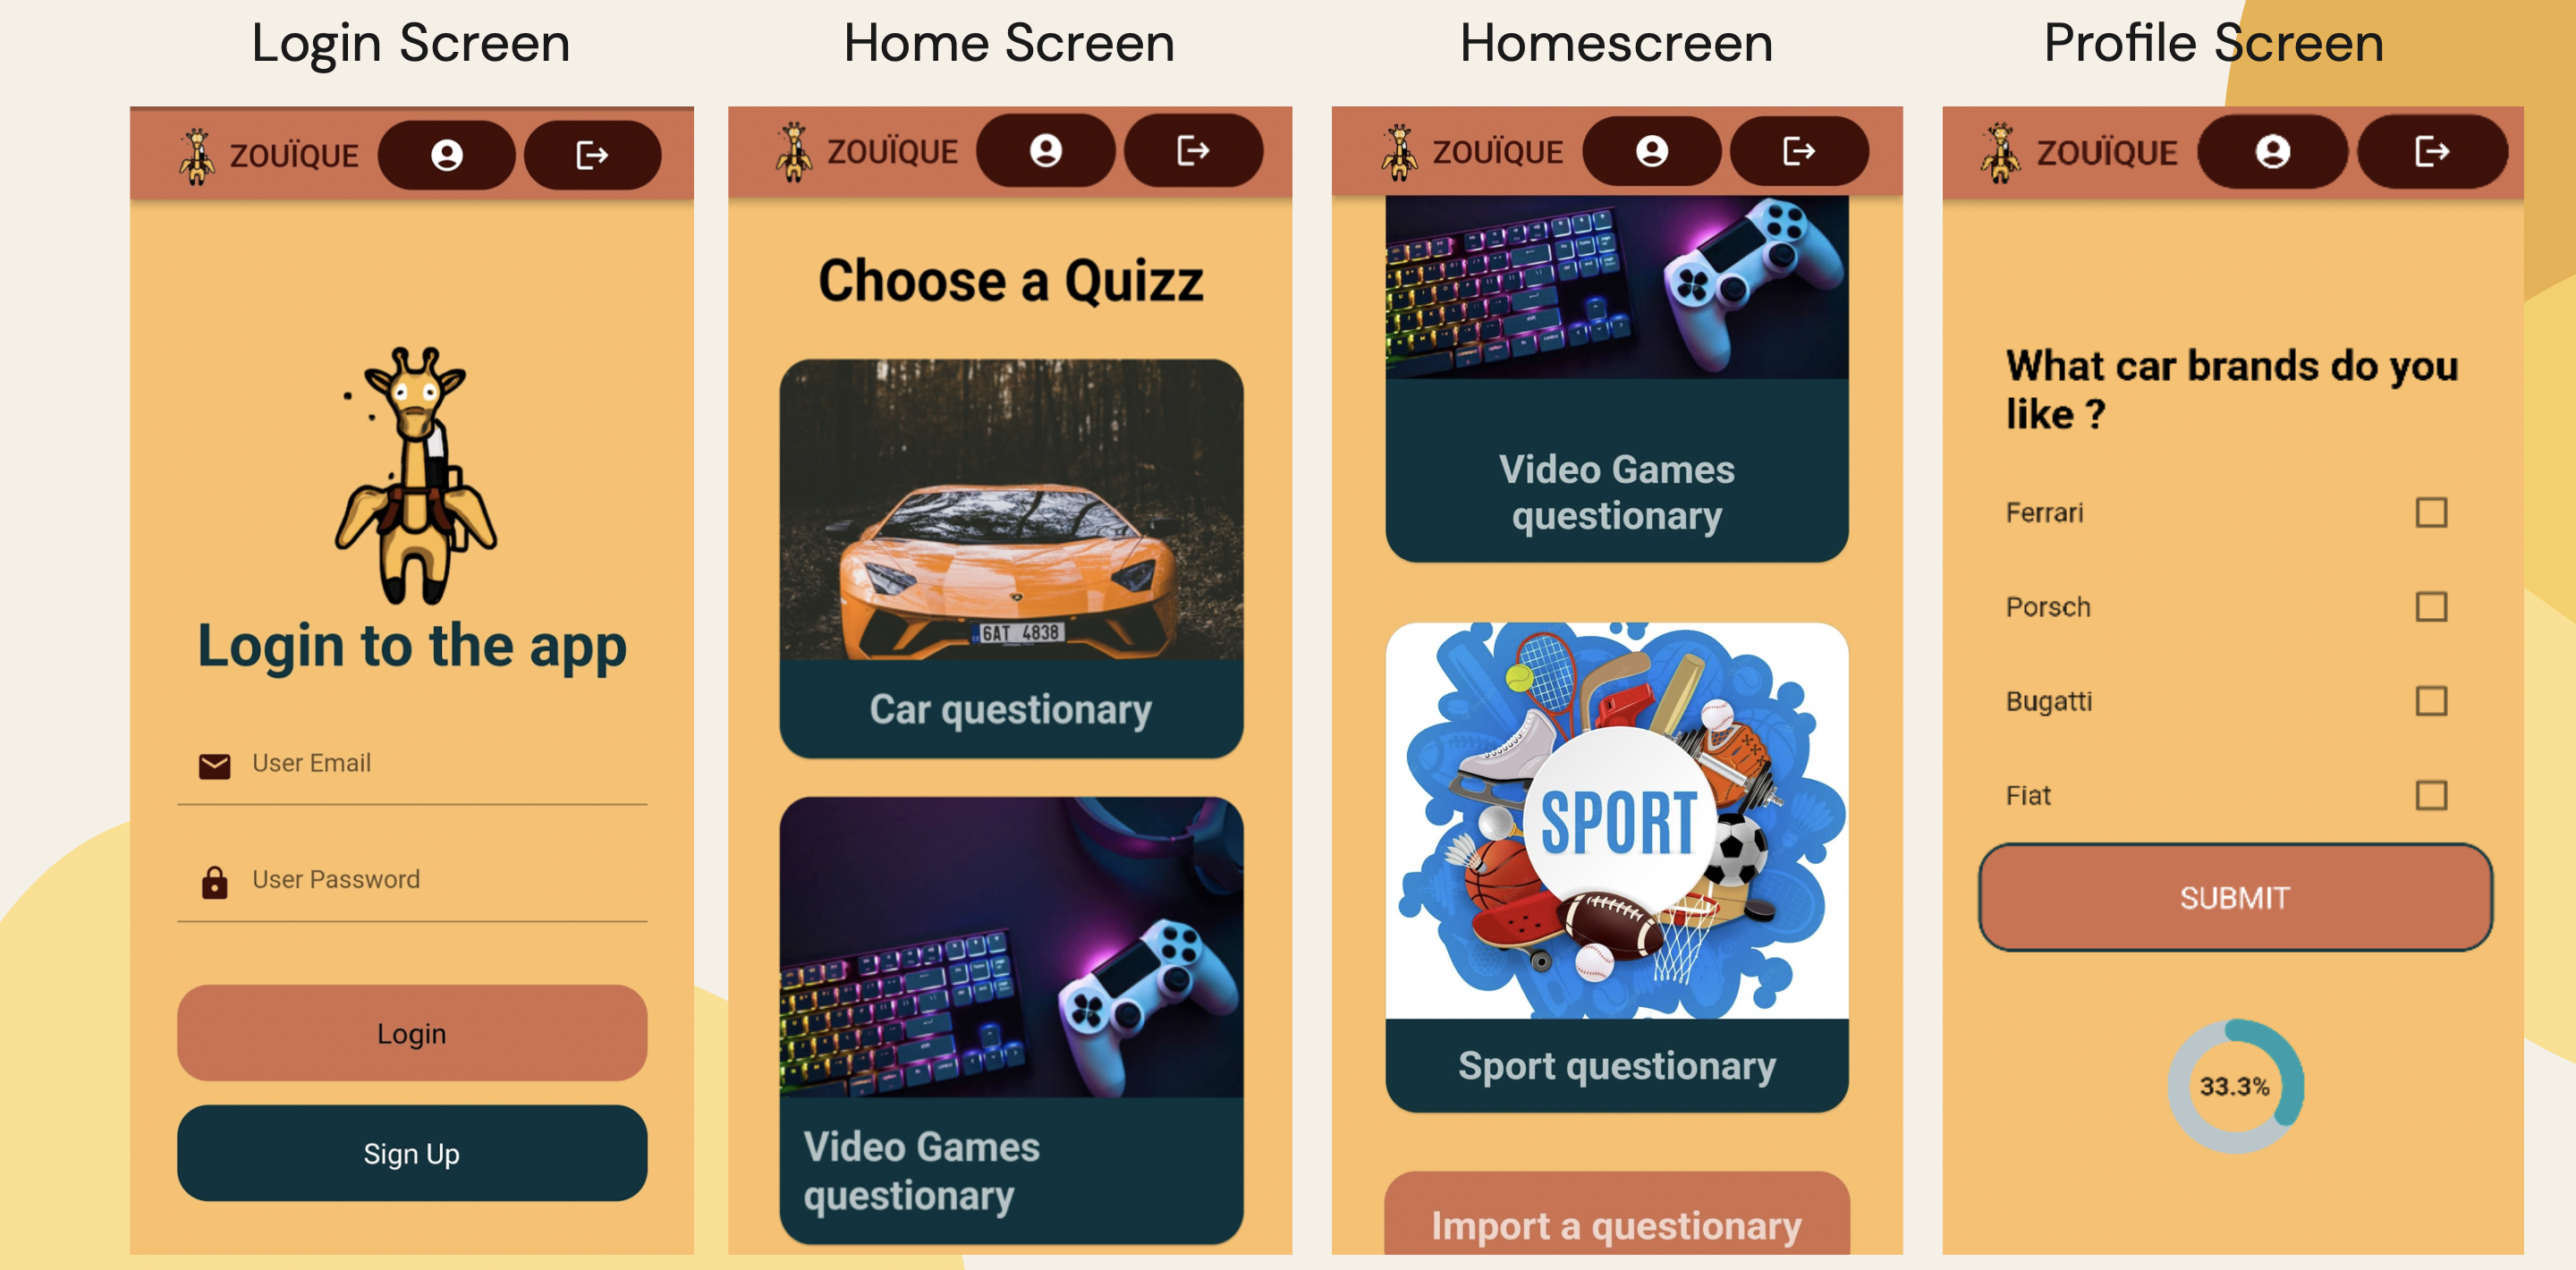 Login Screen
Home Screen
Homescreen
Profile Screen
ZOUÏQUE
Login to the app
User Email
User Password
Login
Sign Up
ZOUÏQUE
Choose a Quizz
6AT 4838
Car questionary
Video Games
questionary
ZOUÏQUE
Video Games
questionary
SPORT
Sport questionary
Import a questionary
ZOUÏQUE
What car brands do you
like ?
Ferrari
Porsch
Bugatti
Fiat
SUBMIT
33.3%